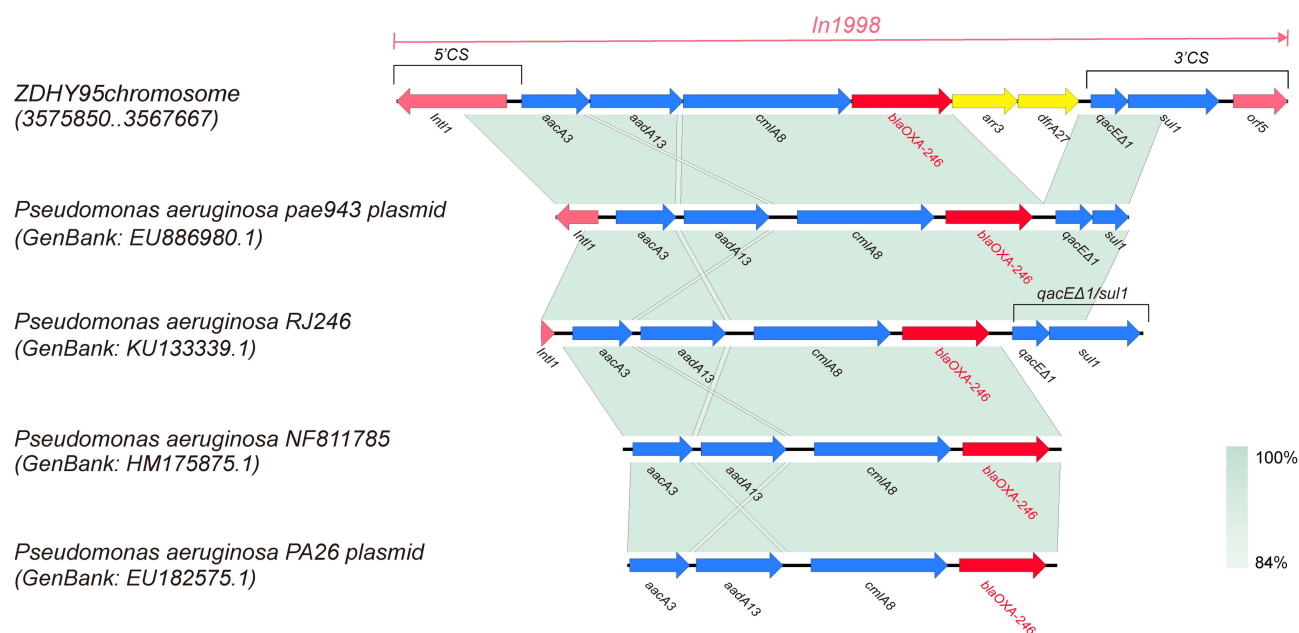 In1998
5'CS
3'CS
ZDHY95chromosome
(3575850..3567667)
IntI1
aacA3
aadA13
cmlA8
blaOXA-246
arr3
dfrA27
qacEΔ1
sul1
orf5
Pseudomonas aeruginosa pae943 plasmid
(GenBank: EU886980.1)
IntI1
aacA3
aadA13
cmlA8
blaOXA-246
qacEΔ1
sul1
Pseudomonas aeruginosa RJ246
(GenBank: KU133339.1)
qacEΔ1/sul1
IntI1
aacA3
aadA13
cmlA8
blaOXA-246
qacEΔ1
sul1
Pseudomonas aeruginosa NF811785
(GenBank: HM175875.1)
aacA3
aadA13
cmlA8
blaOXA-246
100%
84%
Pseudomonas aeruginosa PA26 plasmid
(GenBank: EU182575.1)
aacA3
aadA13
cmlA8
blaOXA-246